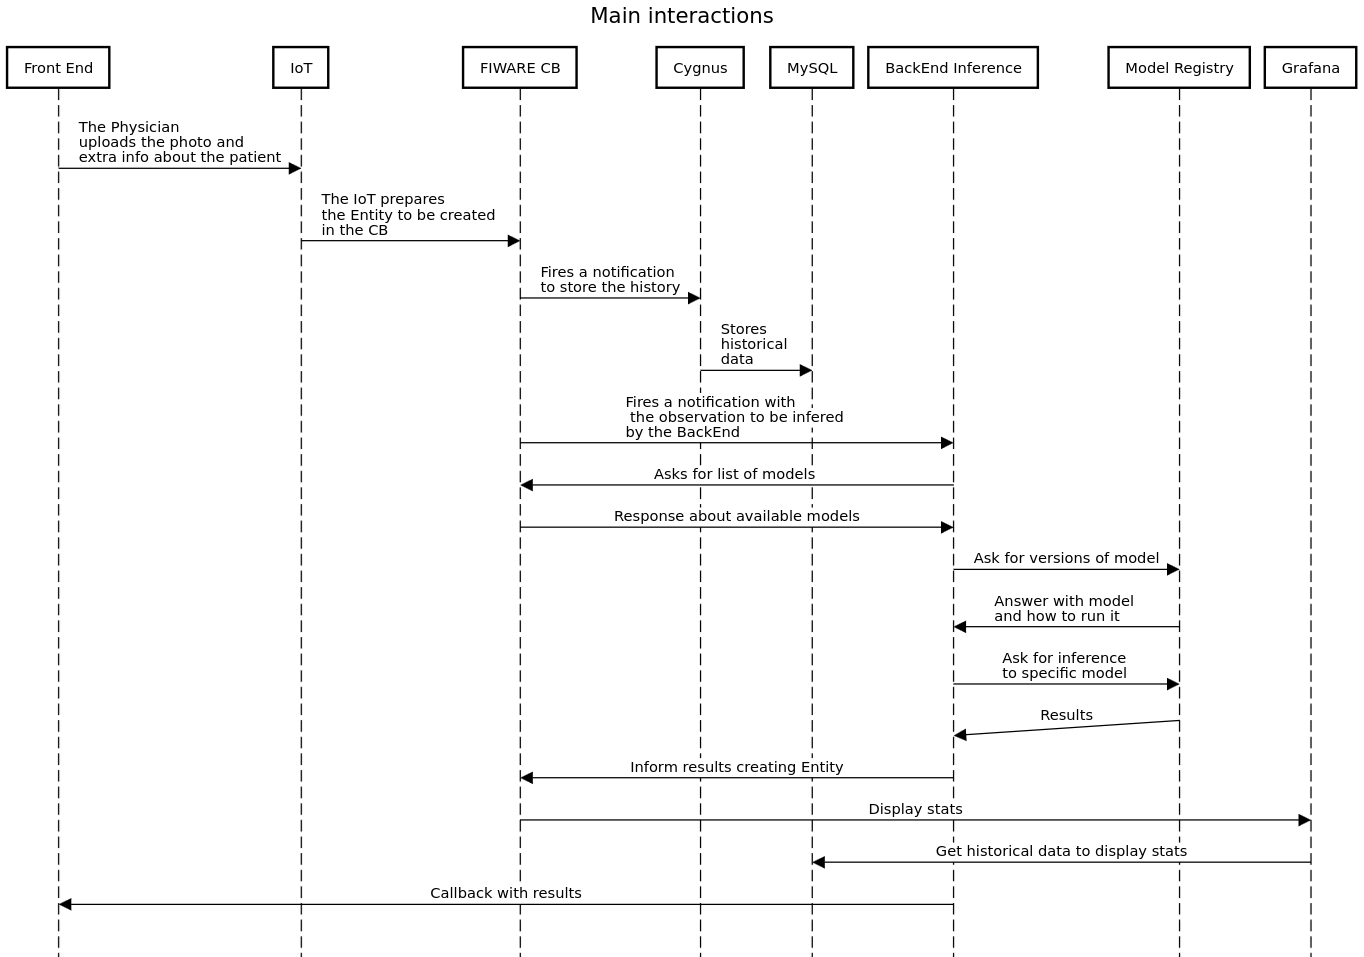 Main interactions
Front End
IoT
FIWARE CB
Cygnus
MySQL
BackEnd Inference
Model Registry
Grafana
The Physician
uploads the photo and
extra info about the patient
The IoT prepares
the Entity to be created
in the CB
Fires a notification
to store the history
Stores
historical
data
Fires a notification with
the observation to be infered
by the BackEnd
Asks for list of models
Response about available models
Ask for versions of model
Answer with model
and how to run it
Ask for inference
to specific model
Results
Inform results creating Entity
Display stats
Get historical data to display stats
Callback with results